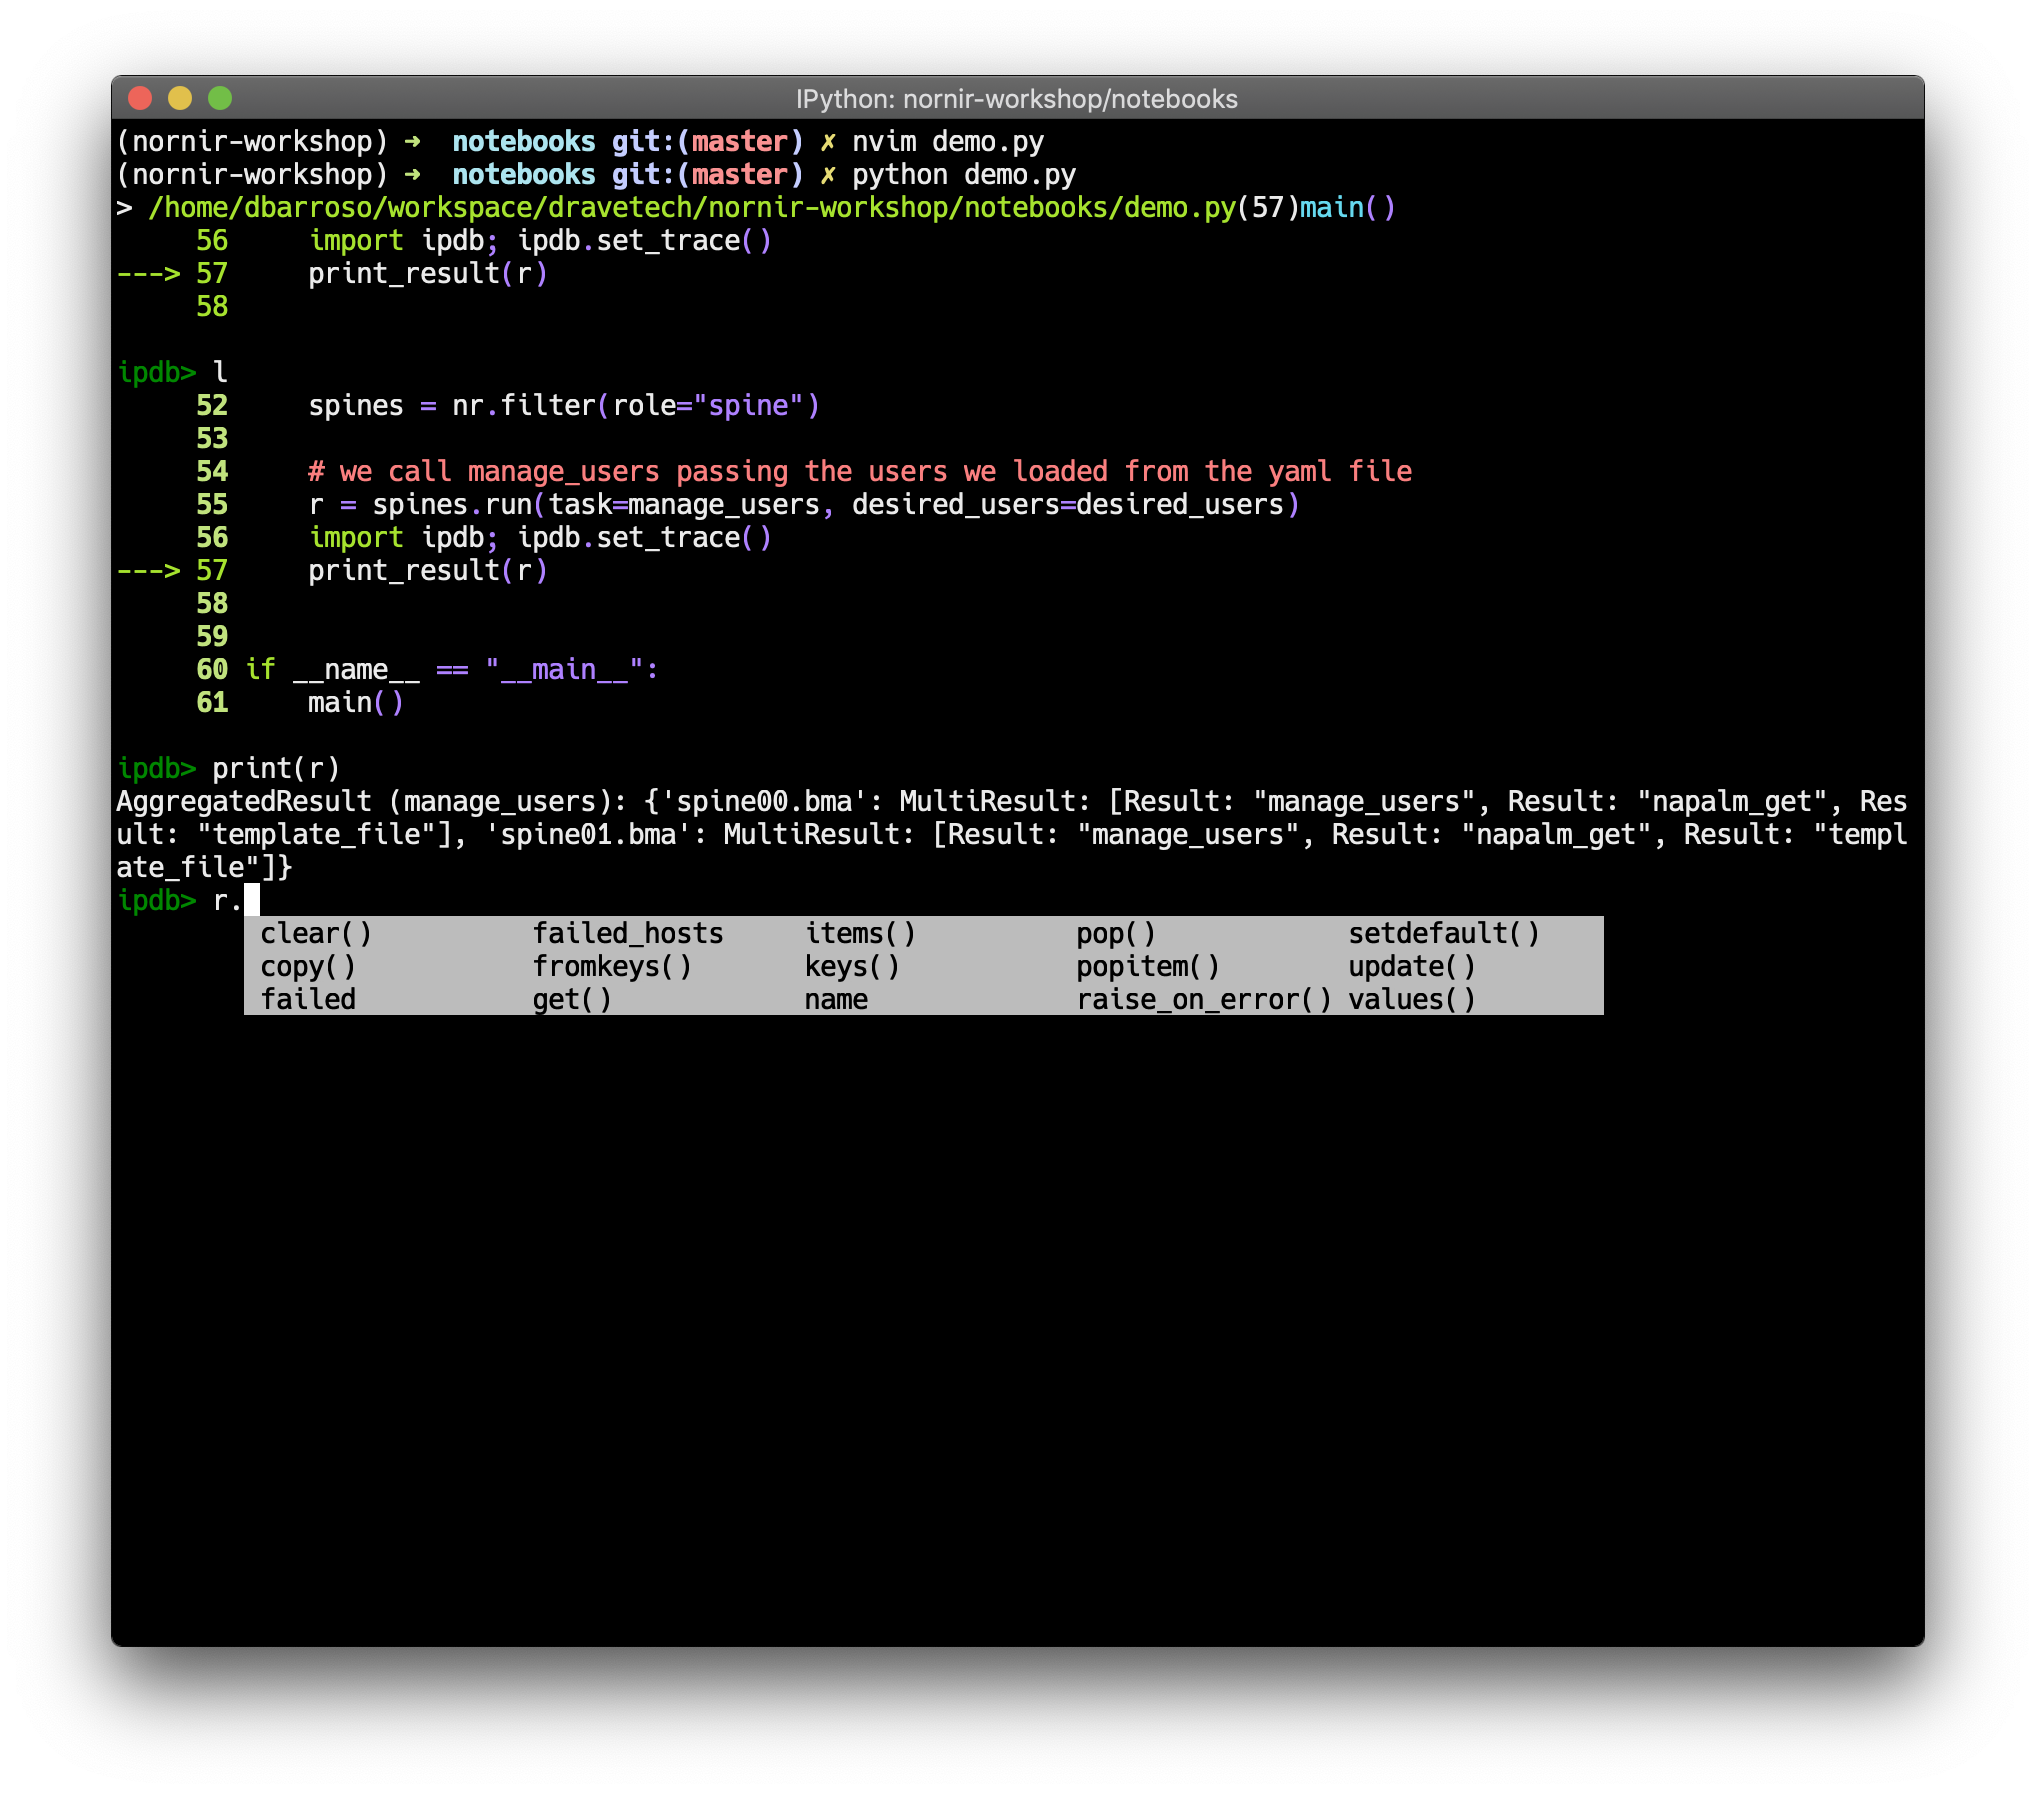 IPython: nornir-workshop/notebooks
(nornir-workshop) ➜  notebooks git:(master) ✗ nvim demo.py
(nornir-workshop) ➜  notebooks git:(master) ✗ python demo.py
> /home/dbarroso/workspace/dravetech/nornir-workshop/notebooks/demo.py(57)main()
     56     import ipdb; ipdb.set_trace()
---> 57     print_result(r)
     58
ipdb> l
     52     spines = nr.filter(role="spine")
     53
     54     # we call manage_users passing the users we loaded from the yaml file
     55     r = spines.run(task=manage_users, desired_users=desired_users)
     56     import ipdb; ipdb.set_trace()
---> 57     print_result(r)
     58
     59
     60 if __name__ == "__main__":
     61     main()
ipdb> print(r)
AggregatedResult (manage_users): {'spine00.bma': MultiResult: [Result: "manage_users", Result: "napalm_get", Res
ult: "template_file"], 'spine01.bma': MultiResult: [Result: "manage_users", Result: "napalm_get", Result: "templ
ate_file"]}
ipdb> r.
clear()          failed_hosts     items()          pop()            setdefault()
copy()           fromkeys()       keys()           popitem()        update()
failed           get()            name             raise_on_error() values()